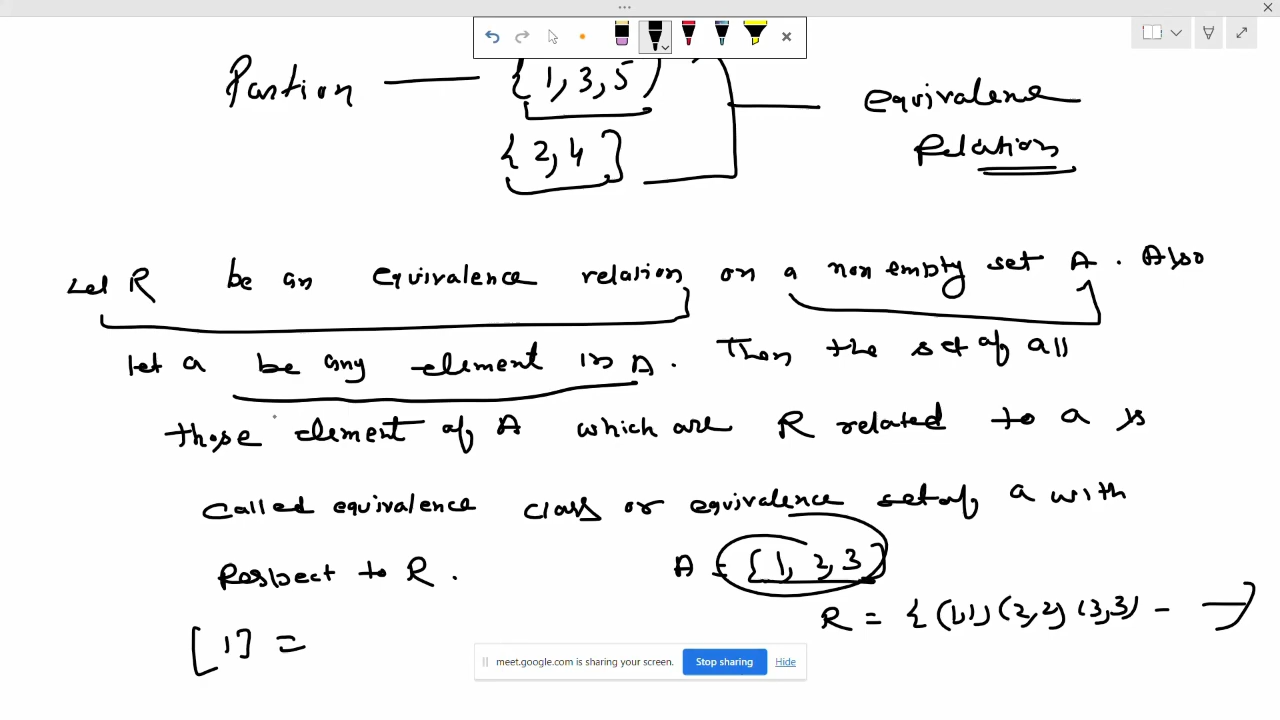 Partion — { 1, 3, 5 } equivalence
{ 2, 4 } Relation
Let R be an equivalence relation on a non empty set A. Also
let a be any element in A. Then the set of all
those element of A which are R related to a is
called equivalence class or equivalence set of a with
Respect to R. A = { 1, 2, 3 }
R = { (1,1) (2,2) (3,3) - — }
[1] =
meet.google.com is sharing your screen. Stop sharing Hide